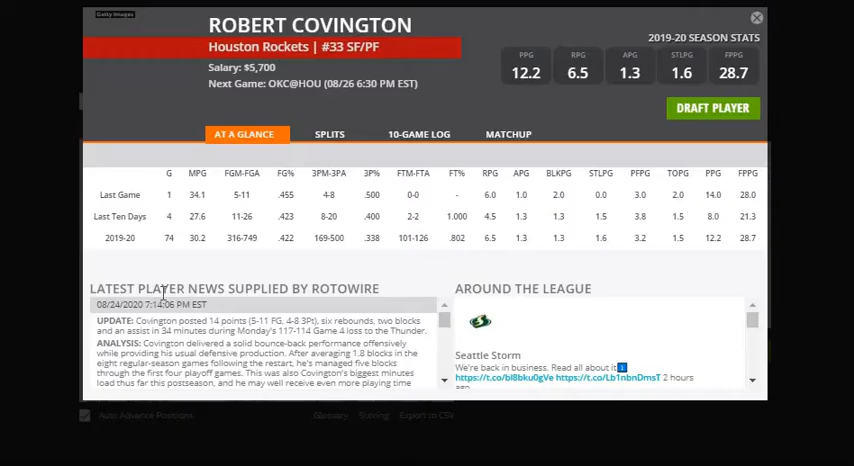 Getty Images
ROBERT COVINGTON
Houston Rockets | #33 SF/PF
Salary: $5,700
Next Game: OKC@HOU (08/26 6:30 PM EST)
2019-20 SEASON STATS
PPG RPG APG STLPG FPPG
12.2 6.5 1.3 1.6 28.7
DRAFT PLAYER
AT A GLANCE SPLITS 10-GAME LOG MATCHUP
G MPG FGM-FGA FG% 3PM-3PA 3P% FTM-FTA FT% RPG APG BLKPG STLPG PFPG TOPG PPG FPPG
Last Game 1 34.1 5-11 .455 4-8 .500 0-0 - 6.0 1.0 2.0 0.0 3.0 2.0 14.0 28.0
Last Ten Days 4 27.6 11-26 .423 8-20 .400 2-2 1.000 4.5 1.3 1.3 1.5 3.8 1.5 8.0 21.3
2019-20 74 30.2 316-749 .422 169-500 .338 101-126 .802 6.5 1.3 1.3 1.6 3.2 1.5 12.2 28.7
LATEST PLAYER NEWS SUPPLIED BY ROTOWIRE
08/24/2020 7:14:06 PM EST
UPDATE: Covington posted 14 points (5-11 FG, 4-8 3Pt), six rebounds, two blocks
and an assist in 34 minutes during Monday's 117-114 Game 4 loss to the Thunder.
ANALYSIS: Covington delivered a solid bounce-back performance offensively
while providing his usual defensive production. After averaging 1.8 blocks in the
eight regular-season games following the restart, he's managed five blocks
through the first four playoff games. This was also Covington's biggest minutes
load thus far this postseason, and he may well receive even more playing time
AROUND THE LEAGUE
Seattle Storm
We're back in business. Read all about it
https://t.co/bl8bku0gVe https://t.co/Lb1nbnDmsT 2 hours
ago
Auto Advance Positions Glossary Scoring Export to CSV